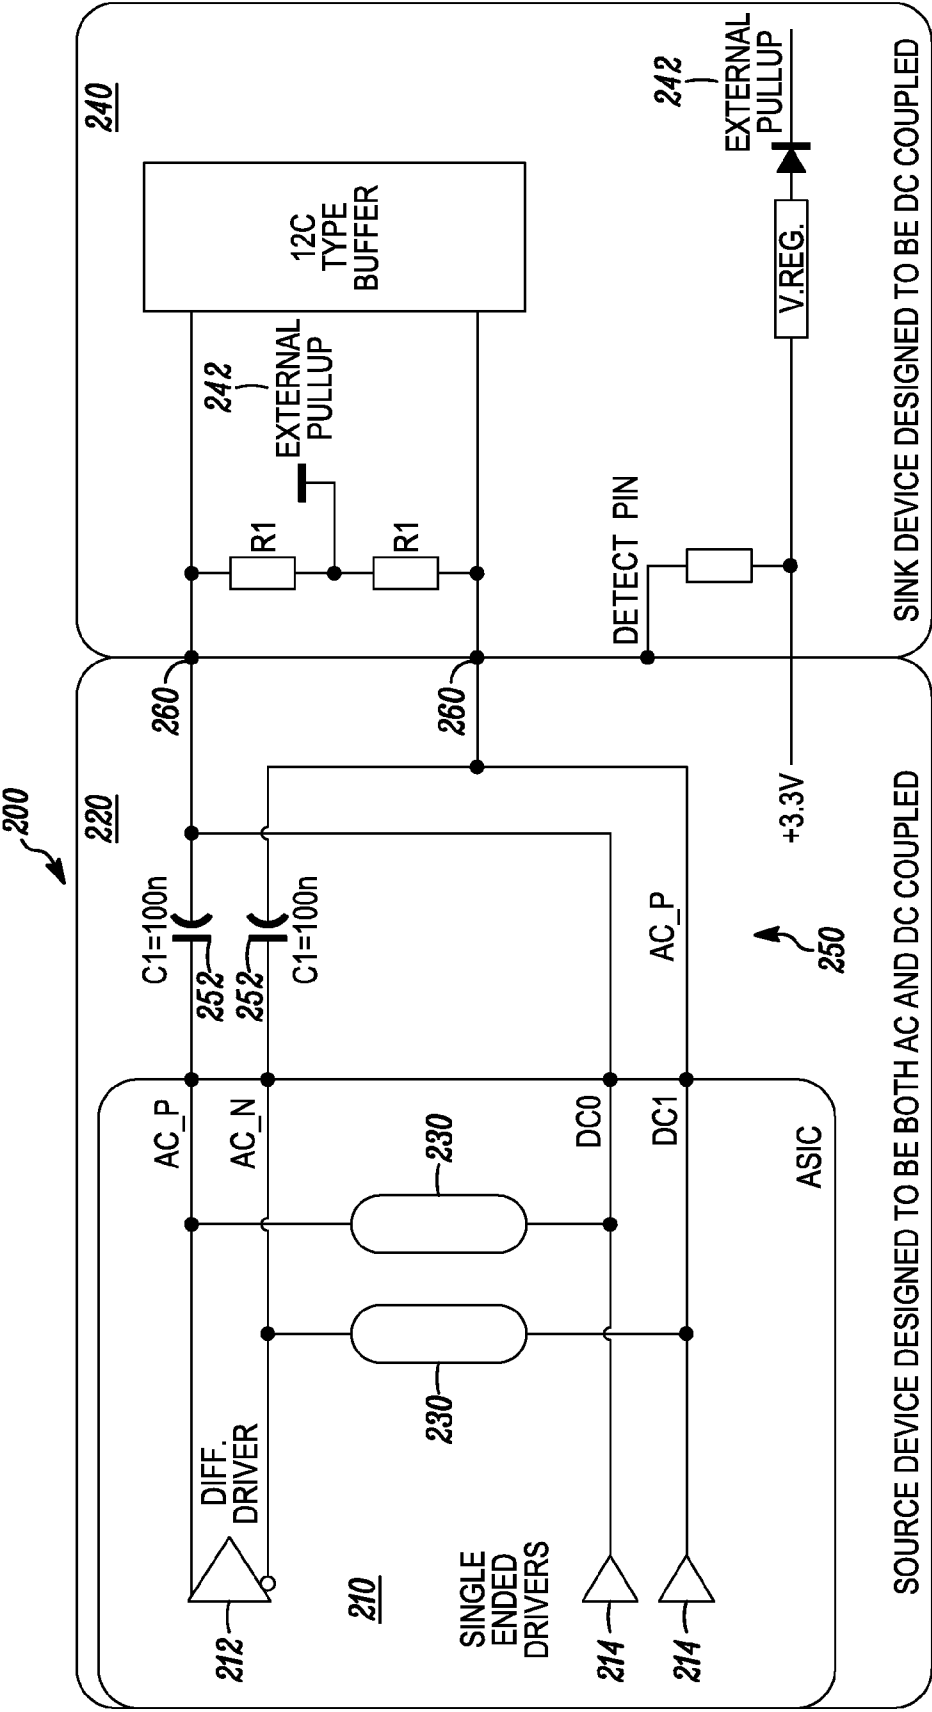 200
220
240
C1=100n
252
252
C1=100n
260
260
242
EXTERNAL
PULLUP
R1
R1
12C
TYPE
BUFFER
AC_P
AC_N
DIFF.
DRIVER
212
210
230
230
SINGLE
ENDED
DRIVERS
214
214
DC0
DC1
ASIC
AC_P
250
+3.3V
DETECT PIN
V.REG.
242
EXTERNAL
PULLUP
SOURCE DEVICE DESIGNED TO BE BOTH AC AND DC COUPLED
SINK DEVICE DESIGNED TO BE DC COUPLED